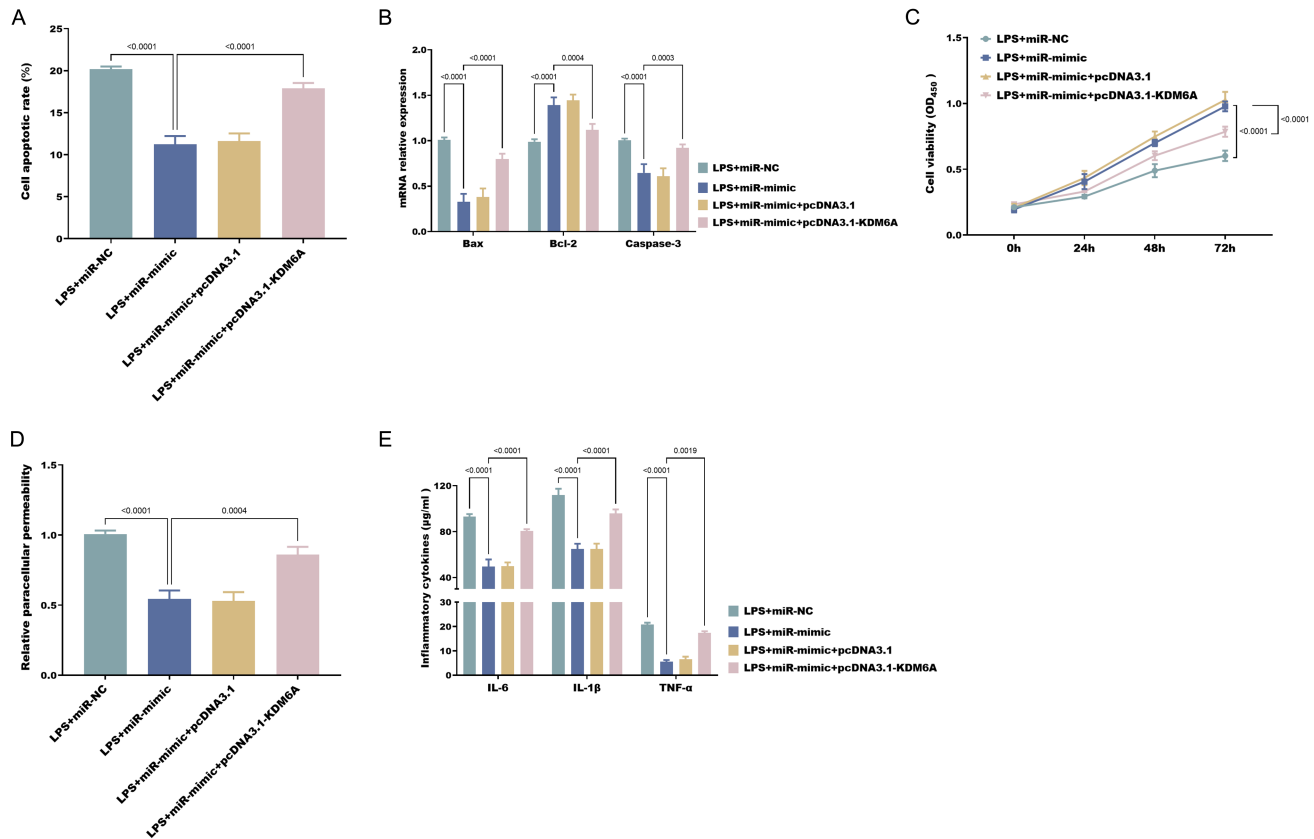 A
Cell apoptotic rate (%)
25
20
15
10
5
0
<0.0001
<0.0001
LPS+miR-NC
LPS+miR-mimic
LPS+miR-mimic+pcDNA3.1
LPS+miR-mimic+pcDNA3.1-KDM6A
B
mRNA relative expression
2.0
1.5
1.0
0.5
0.0
<0.0001
<0.0001
<0.0001
0.0004
<0.0001
0.0003
Bax
Bcl-2
Caspase-3
LPS+miR-NC
LPS+miR-mimic
LPS+miR-mimic+pcDNA3.1
LPS+miR-mimic+pcDNA3.1-KDM6A
C
Cell viability (OD450 )
1.5
1.0
0.5
0.0
LPS+miR-NC
LPS+miR-mimic
LPS+miR-mimic+pcDNA3.1
LPS+miR-mimic+pcDNA3.1-KDM6A
<0.0001
<0.0001
0h
24h
48h
72h
D
Relative paracellular permeability
1.5
1.0
0.5
0.0
<0.0001
0.0004
LPS+miR-NC
LPS+miR-mimic
LPS+miR-mimic+pcDNA3.1
LPS+miR-mimic+pcDNA3.1-KDM6A
E
Inflammatory cytokines (μg/ml )
120
80
40
30
20
10
0
<0.0001
<0.0001
<0.0001
<0.0001
<0.0001
0.0019
IL-6
IL-1β
TNF-α
LPS+miR-NC
LPS+miR-mimic
LPS+miR-mimic+pcDNA3.1
LPS+miR-mimic+pcDNA3.1-KDM6A